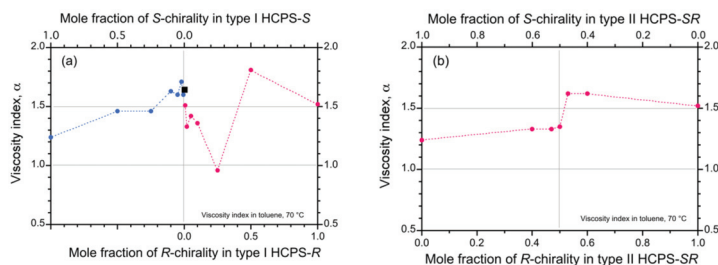 Mole fraction of S-chirality in type I HCPS-S
1.0 0.5 0.0
2.0 2.0
(a)
1.5 1.5
1.0 1.0
0.5 0.5
Viscosity index, α
Viscosity index in toluene, 70 °C
0.0 0.5 1.0
Mole fraction of R-chirality in type I HCPS-R
Mole fraction of S-chirality in type II HCPS-SR
1.0 0.8 0.6 0.4 0.2 0.0
2.0 2.0
(b)
1.5 1.5
1.0 1.0
0.5 0.5
Viscosity index, α
Viscosity index in toluene, 70 °C
0.0 0.2 0.4 0.6 0.8 1.0
Mole fraction of R-chirality in type II HCPS-SR